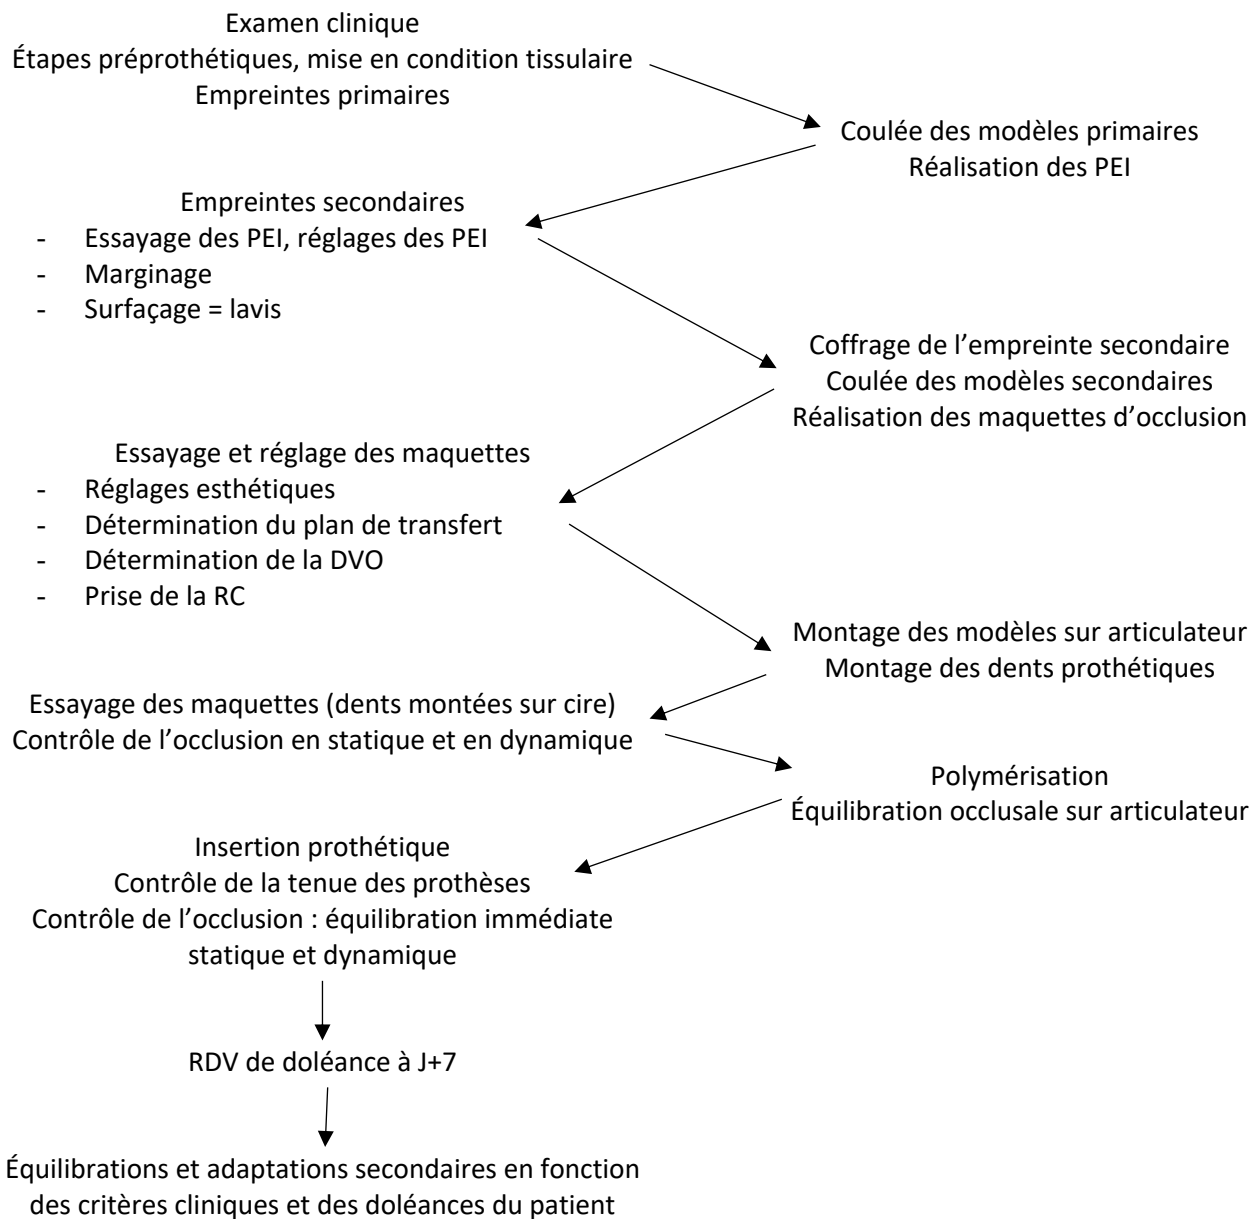 Examen clinique
Étapes préprothétiques, mise en condition tissulaire
Empreintes primaires
Coulée des modèles primaires
Réalisation des PEI
Empreintes secondaires
- Essayage des PEI, réglages des PEI
- Marginage
- Surfaçage = lavis
Coffrage de l’empreinte secondaire
Coulée des modèles secondaires
Réalisation des maquettes d’occlusion
Essayage et réglage des maquettes
- Réglages esthétiques
- Détermination du plan de transfert
- Détermination de la DVO
- Prise de la RC
Montage des modèles sur articulateur
Montage des dents prothétiques
Essayage des maquettes (dents montées sur cire)
Contrôle de l’occlusion en statique et en dynamique
Polymérisation
Équilibration occlusale sur articulateur
Insertion prothétique
Contrôle de la tenue des prothèses
Contrôle de l’occlusion : équilibration immédiate
statique et dynamique
RDV de doléance à J+7
Équilibrations et adaptations secondaires en fonction
des critères cliniques et des doléances du patient